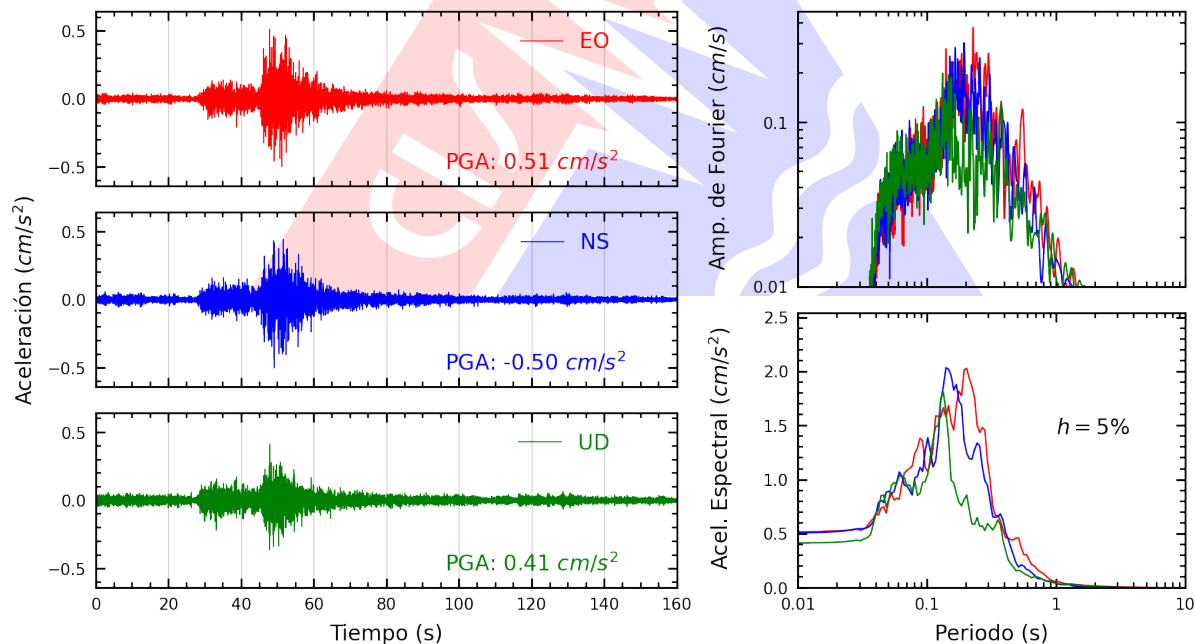 Aceleración (cm/s²)
0.5
0.0
−0.5
EO
PGA: 0.51 cm/s²
0.5
0.0
−0.5
NS
PGA: -0.50 cm/s²
0.5
0.0
−0.5
UD
PGA: 0.41 cm/s²
0 20 40 60 80 100 120 140 160
Tiempo (s)
Amp. de Fourier (cm/s)
0.1
0.01
Acel. Espectral (cm/s²)
2.5
2.0
1.5
1.0
0.5
0.0
h = 5%
0.01 0.1 1 10
Periodo (s)
CISMID